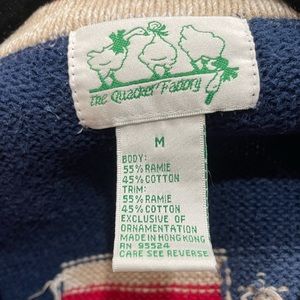 the Quacker Factory
M
BODY:
55% RAMIE
45% COTTON
TRIM:
55% RAMIE
45% COTTON
EXCLUSIVE OF
ORNAMENTATION
MADE IN HONG KONG
RN 95524
CARE SEE REVERSE